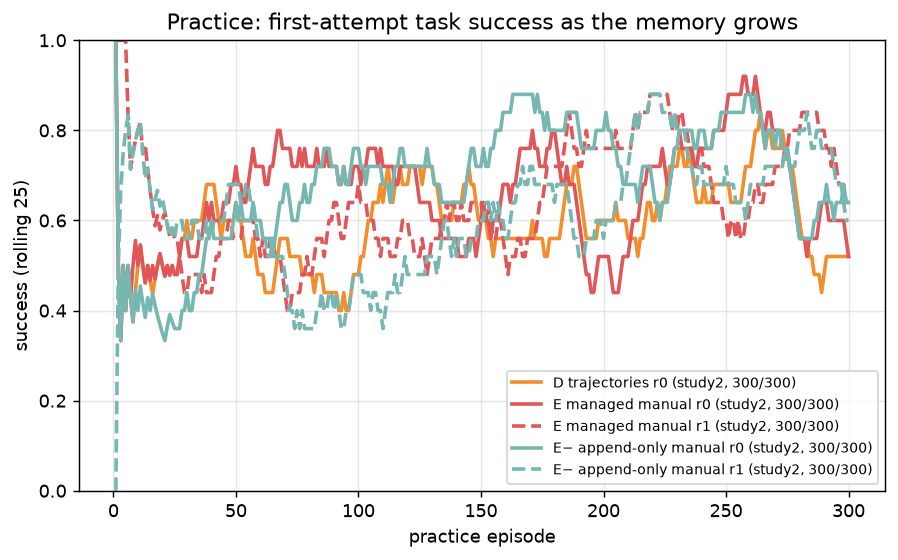 Practice: first-attempt task success as the memory grows
success (rolling 25)
1.0
0.8
0.6
0.4
0.2
0.0
0 50 100 150 200 250 300
practice episode
D trajectories r0 (study2, 300/300)
E managed manual r0 (study2, 300/300)
E managed manual r1 (study2, 300/300)
E− append-only manual r0 (study2, 300/300)
E− append-only manual r1 (study2, 300/300)